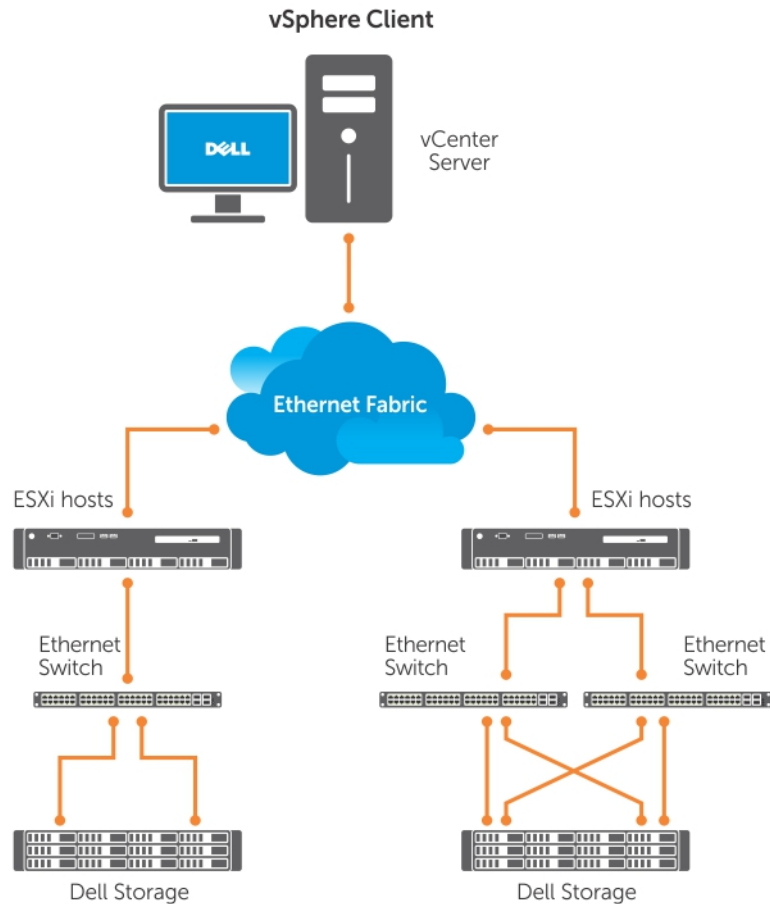 vSphere Client
DELL
vCenter
Server
Ethernet Fabric
ESXi hosts
ESXi hosts
Ethernet
Switch
Ethernet
Switch
Ethernet
Switch
Dell Storage
Dell Storage